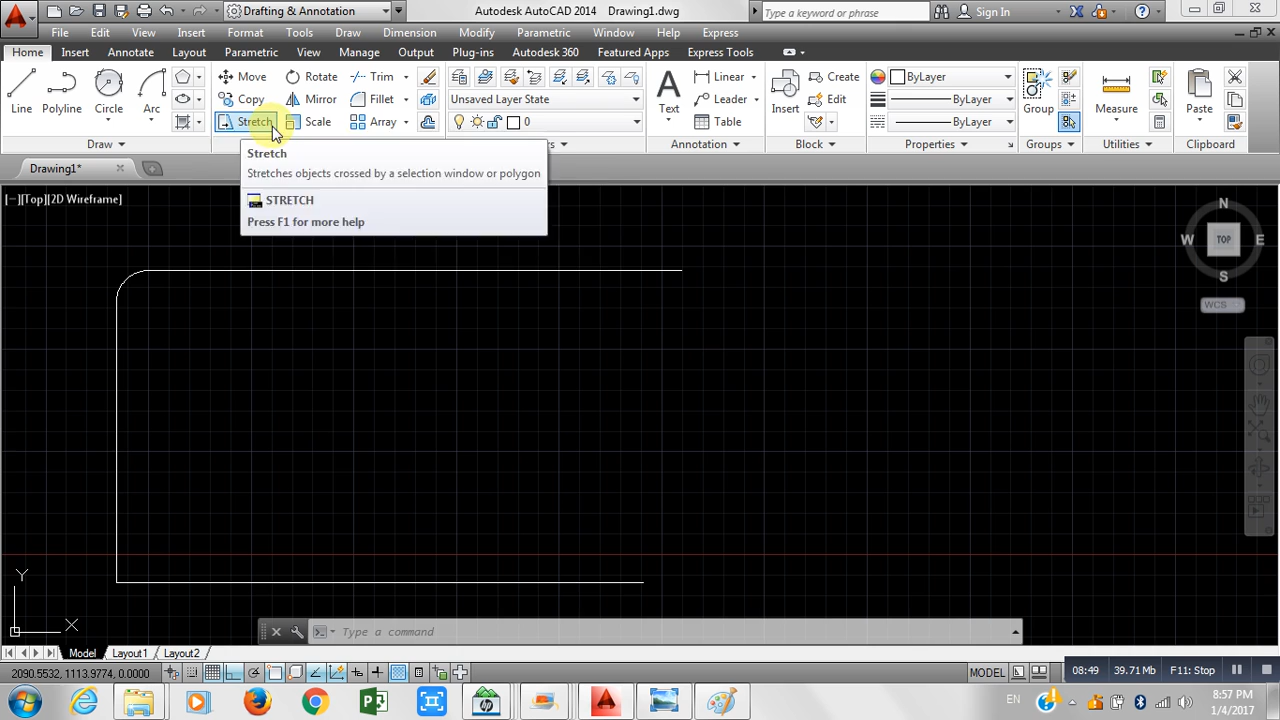 Drafting & Annotation
Autodesk AutoCAD 2014 Drawing1.dwg
Type a keyword or phrase
Sign In
File Edit View Insert Format Tools Draw Dimension Modify Parametric Window Help Express
Home Insert Annotate Layout Parametric View Manage Output Plug-ins Autodesk 360 Featured Apps Express Tools
Line Polyline Circle Arc
Move Rotate Trim
Copy Mirror Fillet
Stretch Scale Array
Unsaved Layer State
0
Text
Linear
Leader
Table
Insert
Create
Edit
ByLayer
ByLayer
ByLayer
Group
Measure
Paste
Draw
Annotation
Block
Properties
Groups
Utilities
Clipboard
Drawing1*
Stretch
Stretches objects crossed by a selection window or polygon
STRETCH
Press F1 for more help
[−][Top][2D Wireframe]
N
W TOP E
S
WCS
Y
X
Type a command
Model Layout1 Layout2
2090.5532, 1113.9774, 0.0000
MODEL
08:49 39.71Mb F11: Stop
EN
8:57 PM
1/4/2017